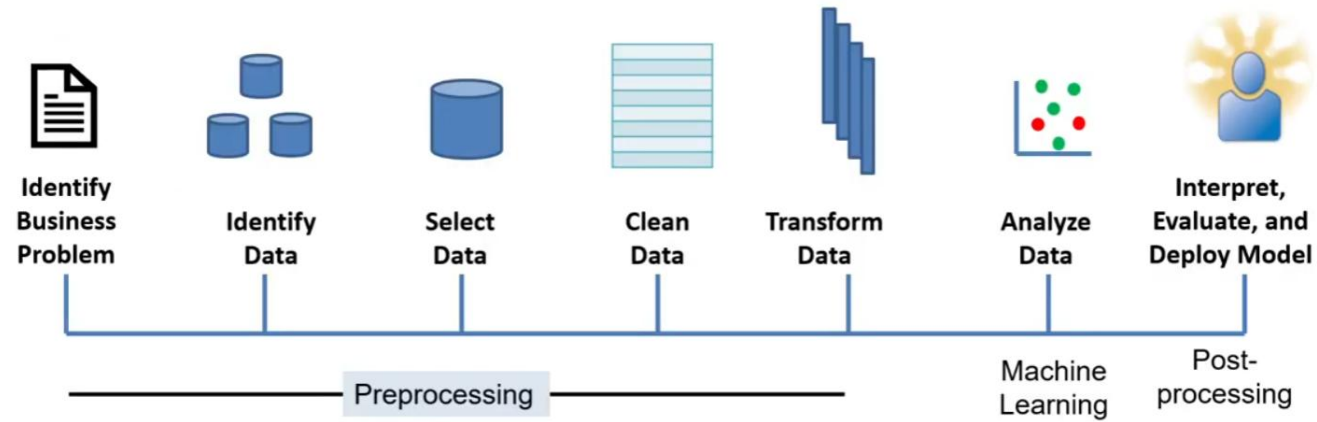 Identify
Business
Problem
Identify
Data
Select
Data
Clean
Data
Transform
Data
Analyze
Data
Interpret,
Evaluate, and
Deploy Model
Preprocessing
Machine
Learning
Post-
processing